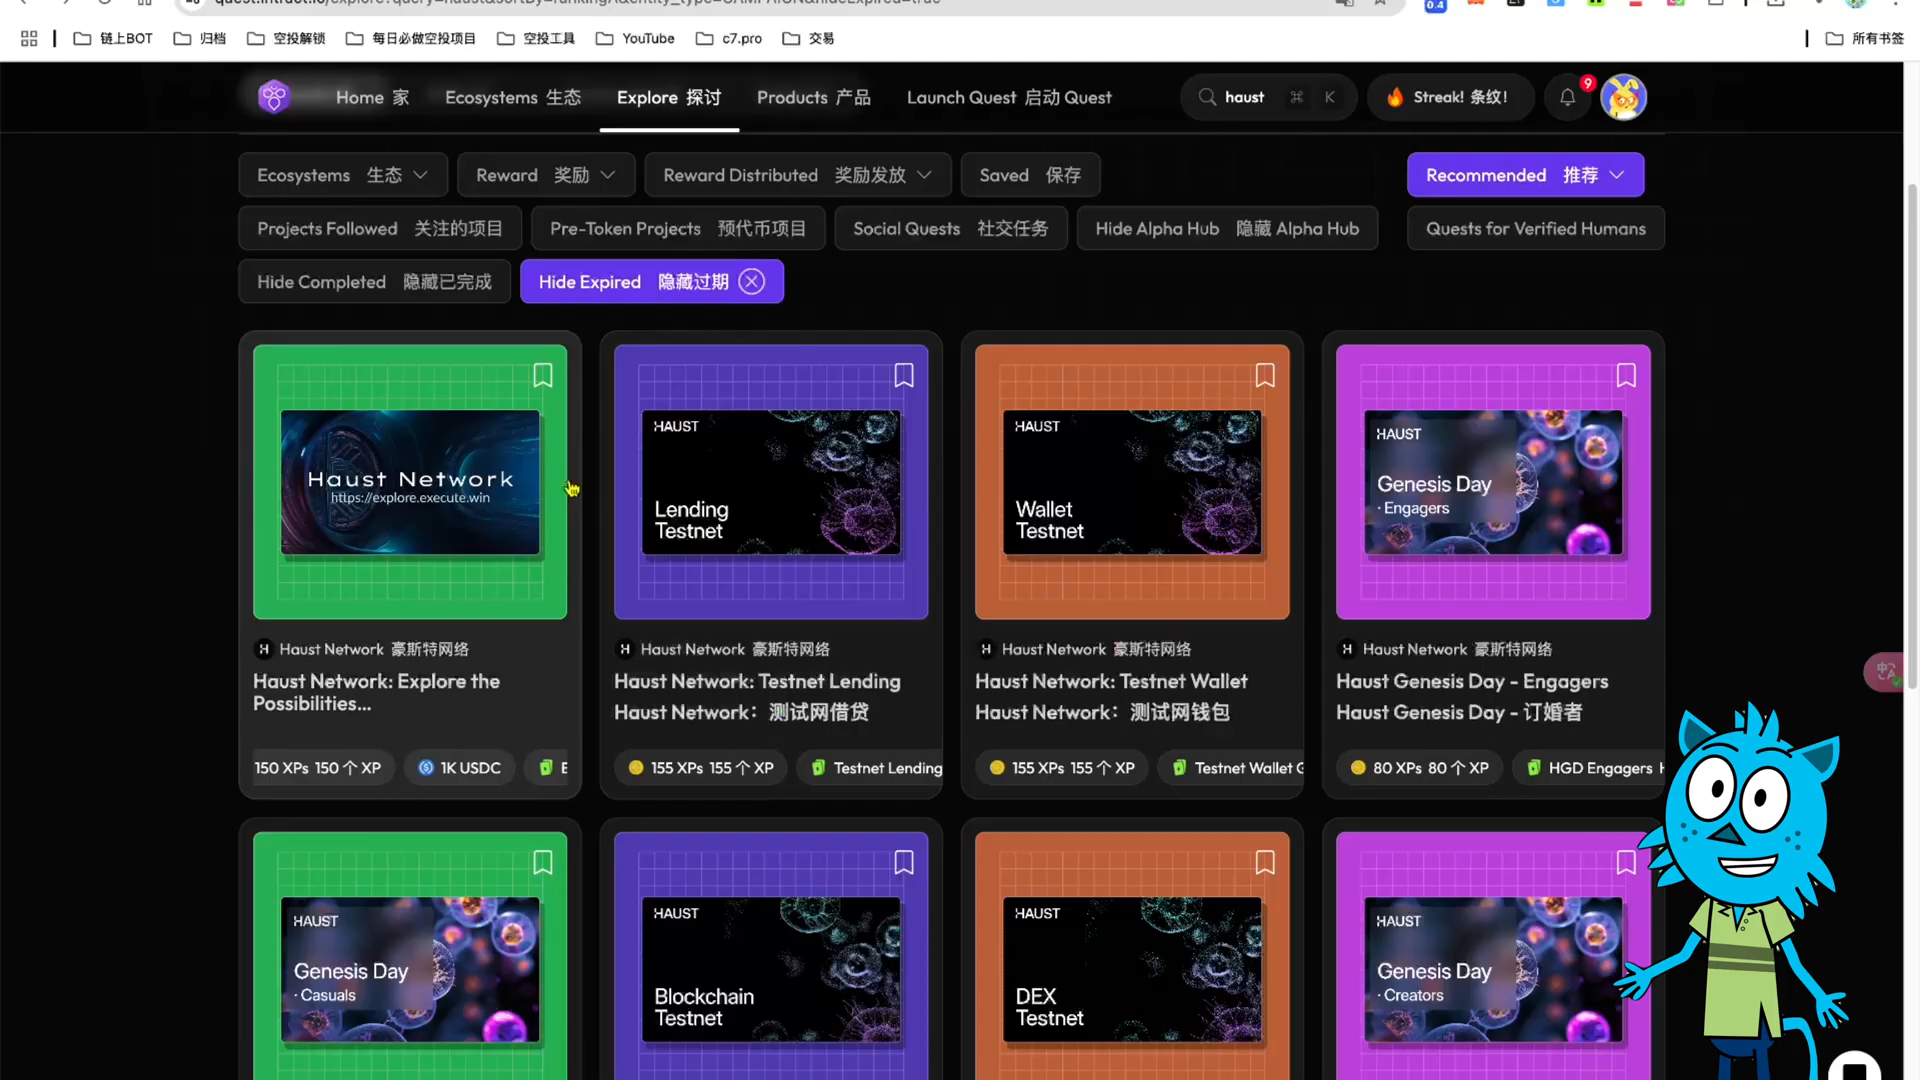 链上BOT
归档
空投解锁
每日必做空投项目
空投工具
YouTube
c7.pro
交易
所有书签
0.4
Home 家
Ecosystems 生态
Explore 探讨
Products 产品
Launch Quest 启动 Quest
haust ⌘ K
Streak! 条纹!
9
Ecosystems 生态
Reward 奖励
Reward Distributed 奖励发放
Saved 保存
Recommended 推荐
Projects Followed 关注的项目
Pre-Token Projects 预代币项目
Social Quests 社交任务
Hide Alpha Hub 隐藏 Alpha Hub
Quests for Verified Humans
Hide Completed 隐藏已完成
Hide Expired 隐藏过期
Haust Network
https://explore.execute.win
HAUST
Lending
Testnet
HAUST
Wallet
Testnet
HAUST
Genesis Day
· Engagers
Haust Network 豪斯特网络
Haust Network: Explore the
Possibilities...
150 XPs 150 个 XP
1K USDC
Haust Network 豪斯特网络
Haust Network: Testnet Lending
Haust Network：测试网借贷
155 XPs 155 个 XP
Testnet Lending
Haust Network 豪斯特网络
Haust Network: Testnet Wallet
Haust Network：测试网钱包
155 XPs 155 个 XP
Testnet Wallet
Haust Network 豪斯特网络
Haust Genesis Day - Engagers
Haust Genesis Day - 订婚者
80 XPs 80 个 XP
HGD Engagers
HAUST
Genesis Day
· Casuals
HAUST
Blockchain
Testnet
HAUST
DEX
Testnet
HAUST
Genesis Day
· Creators